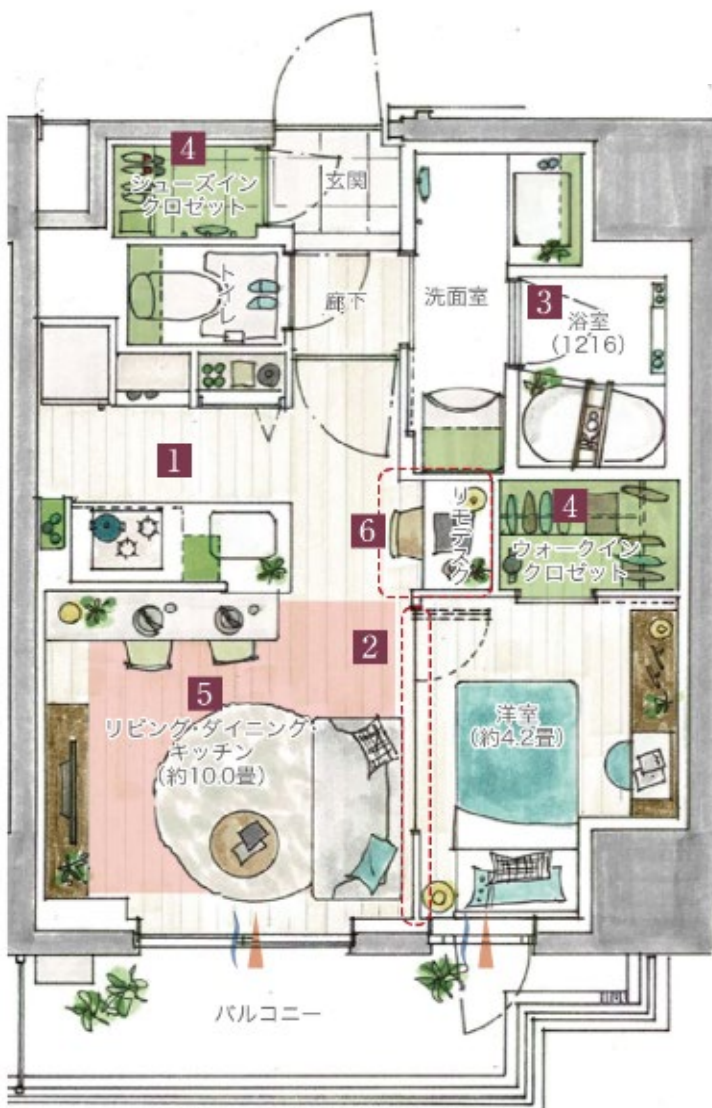 4
シューズイン
クロゼット
玄関
トイレ
廊下
洗面室
3
浴室
(1216)
1
6
リモデスク
4
ウォークイン
クロゼット
2
5
リビング・ダイニング・
キッチン
(約10.0畳)
洋室
(約4.2畳)
バルコニー